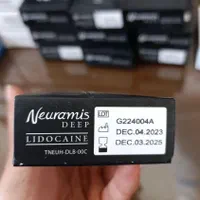 Neuramis
DEEP
LIDOCAINE
TNEUH-DLB-00C
LOT
G224004A
DEC.04.2023
DEC.03.2025